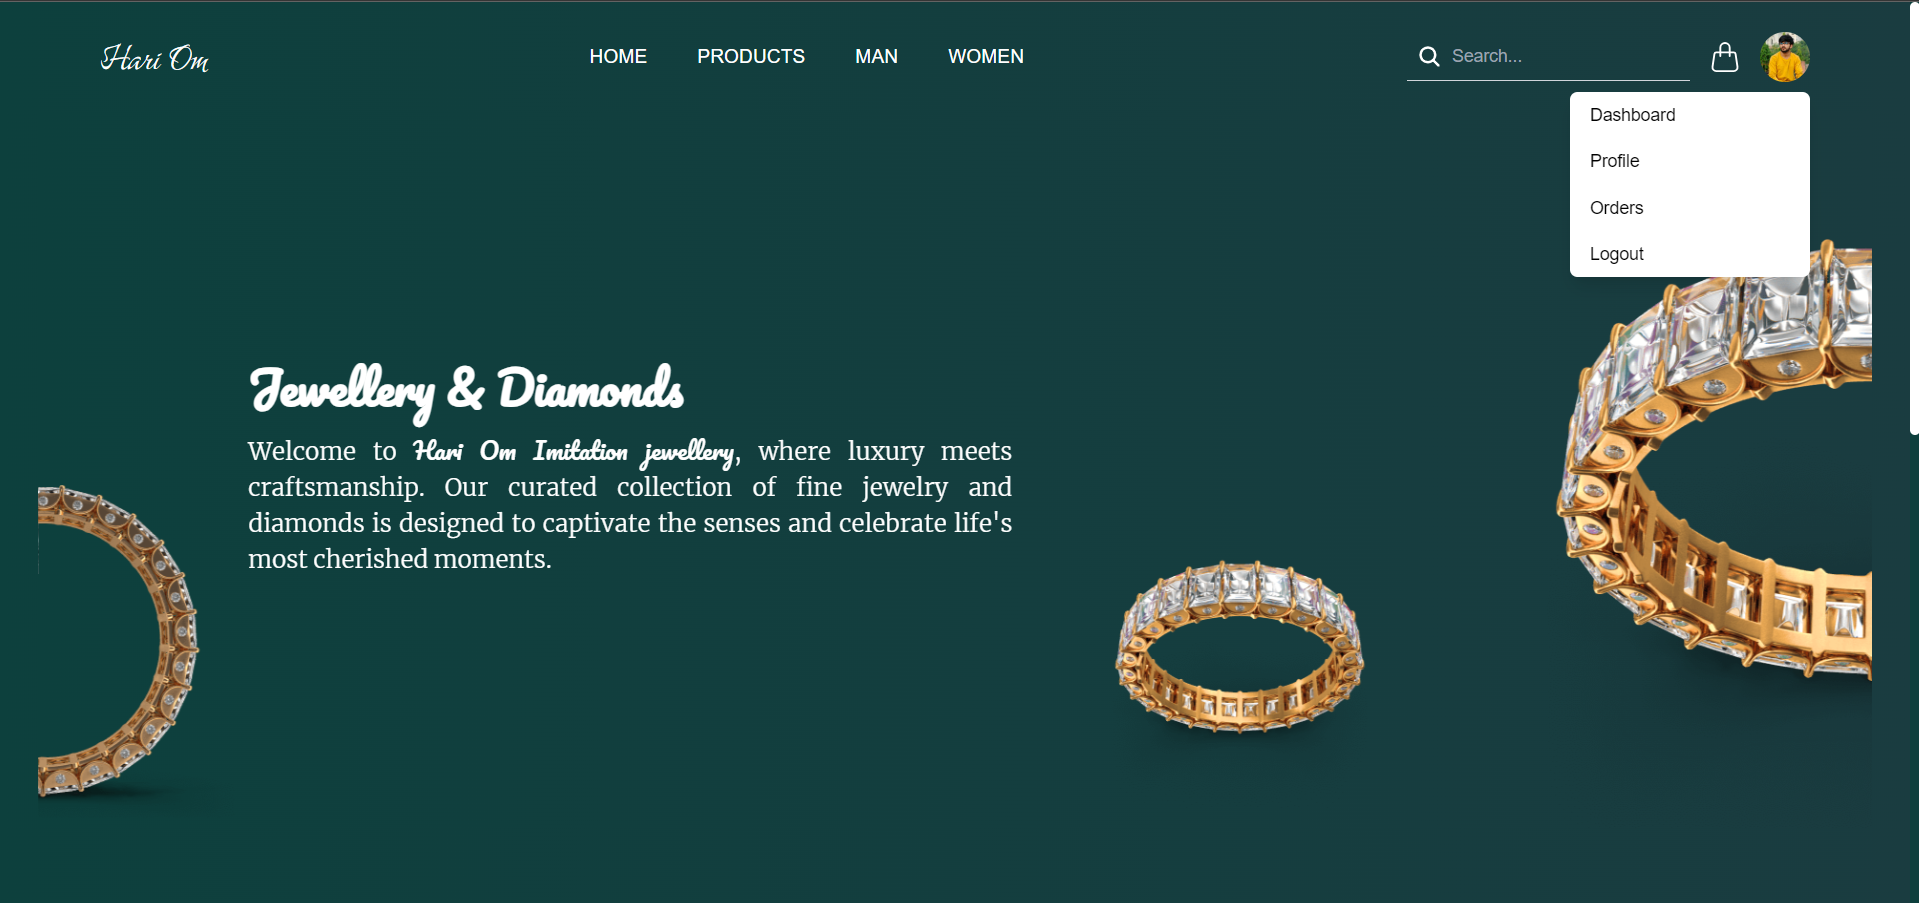 Hari Om
HOME PRODUCTS MAN WOMEN
Search...
Dashboard
Profile
Orders
Logout
Jewellery & Diamonds
Welcome to Hari Om Imitation jewellery, where luxury meets
craftsmanship. Our curated collection of fine jewelry and
diamonds is designed to captivate the senses and celebrate life's
most cherished moments.